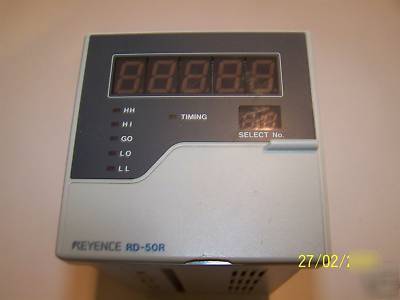 HH
HI
GO
LO
LL
TIMING
SELECT No.
KEYENCE RD-50R
27/02/2